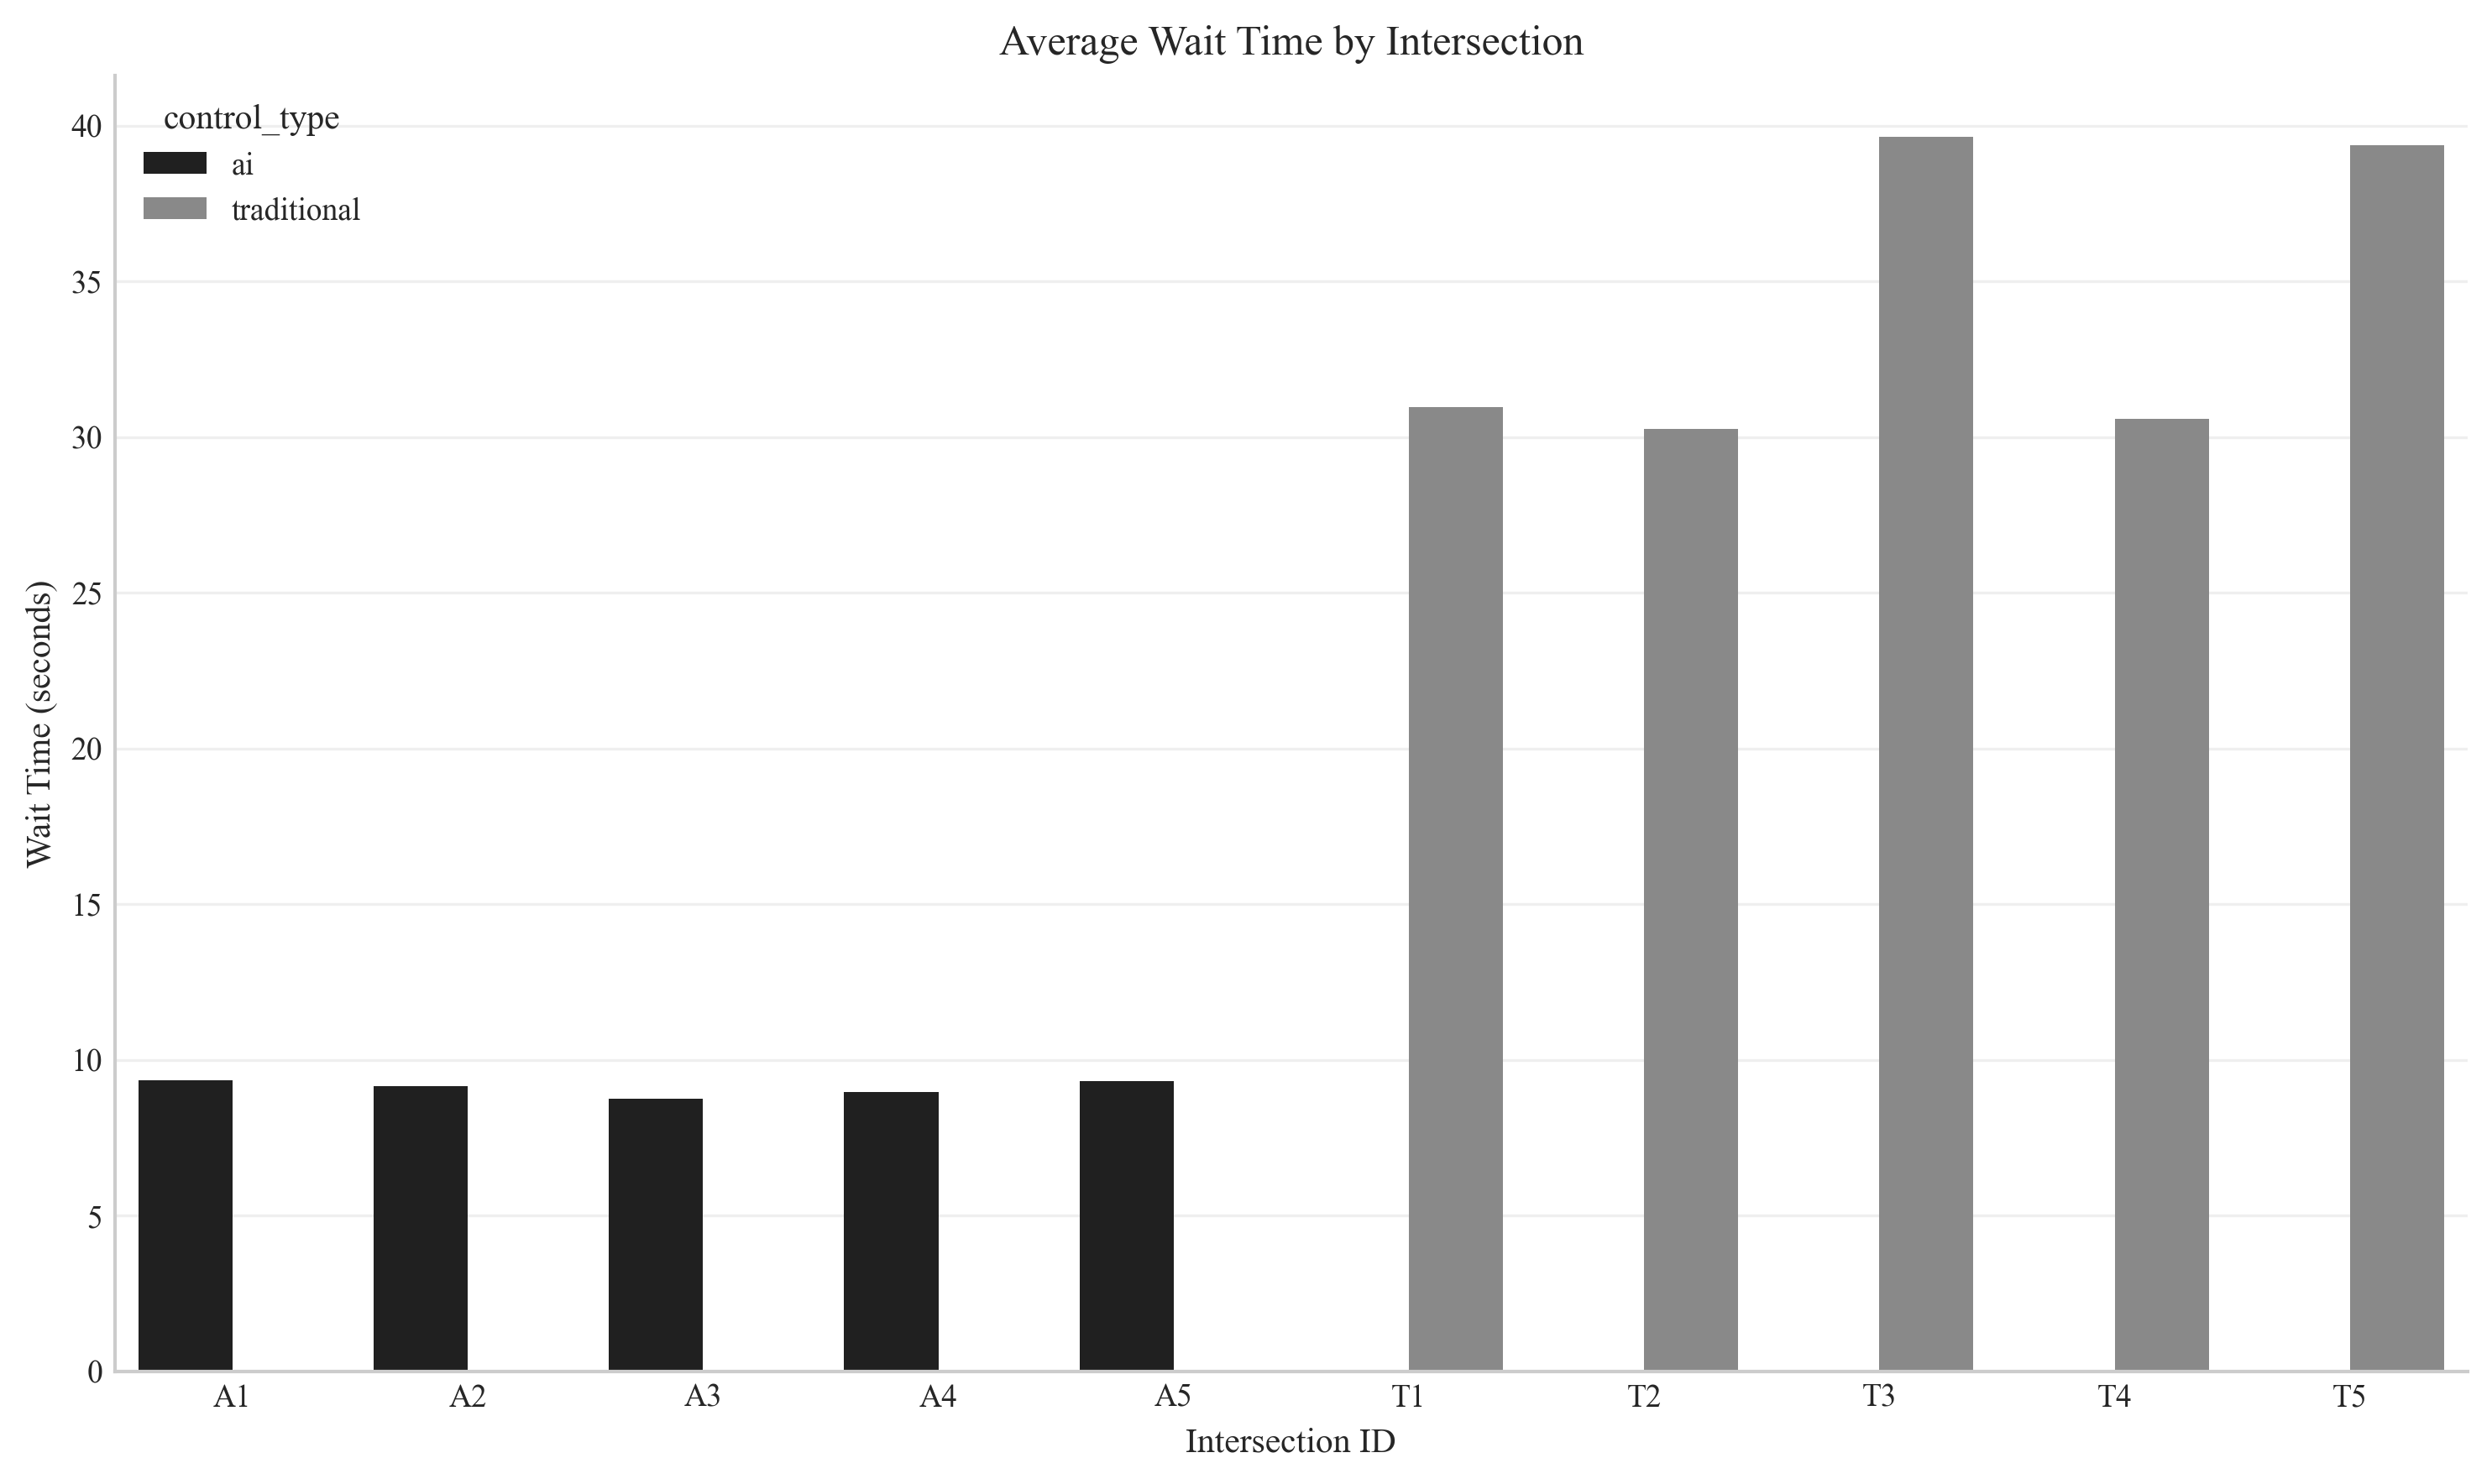 Average Wait Time by Intersection
control_type
ai
traditional
40
35
30
25
20
15
10
5
0
Wait Time (seconds)
A1 A2 A3 A4 A5 T1 T2 T3 T4 T5
Intersection ID